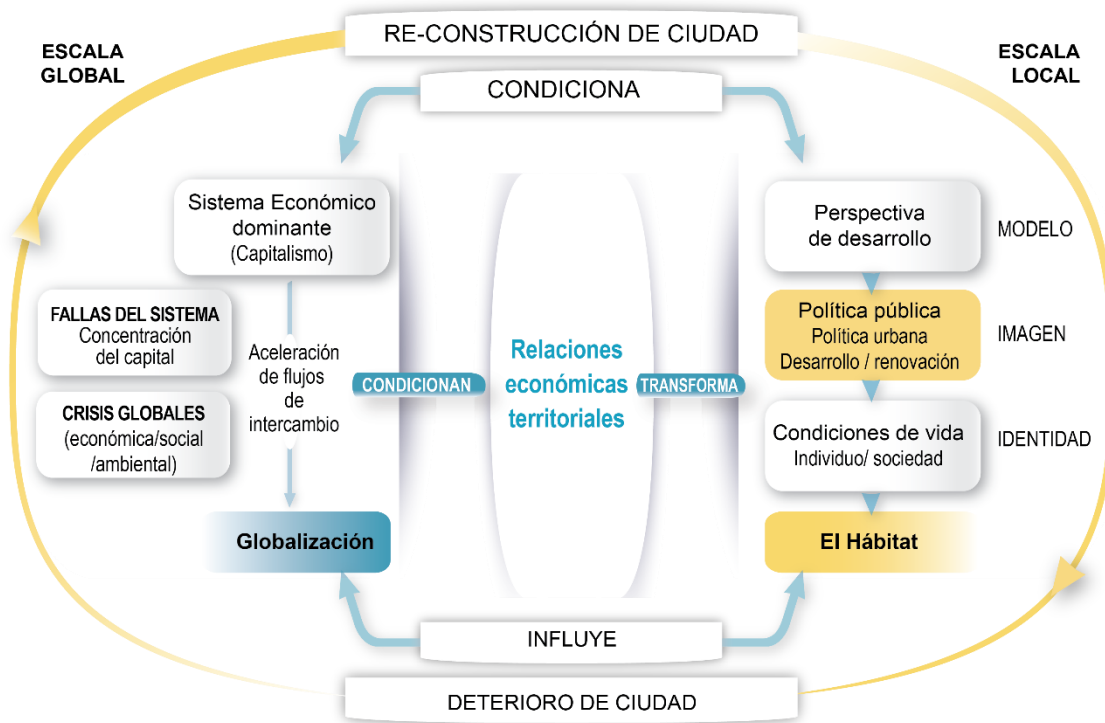 RE-CONSTRUCCIÓN DE CIUDAD
ESCALA
GLOBAL
ESCALA
LOCAL
CONDICIONA
Sistema Económico
dominante
(Capitalismo)
FALLAS DEL SISTEMA
Concentración
del capital
CRISIS GLOBALES
(económica/social
/ambiental)
Aceleración
de flujos
de
intercambio
Globalización
CONDICIONAN
Relaciones
económicas
territoriales
TRANSFORMA
Perspectiva
de desarrollo
MODELO
Política pública
Política urbana
Desarrollo / renovación
IMAGEN
Condiciones de vida
Individuo/ sociedad
IDENTIDAD
El Hábitat
INFLUYE
DETERIORO DE CIUDAD